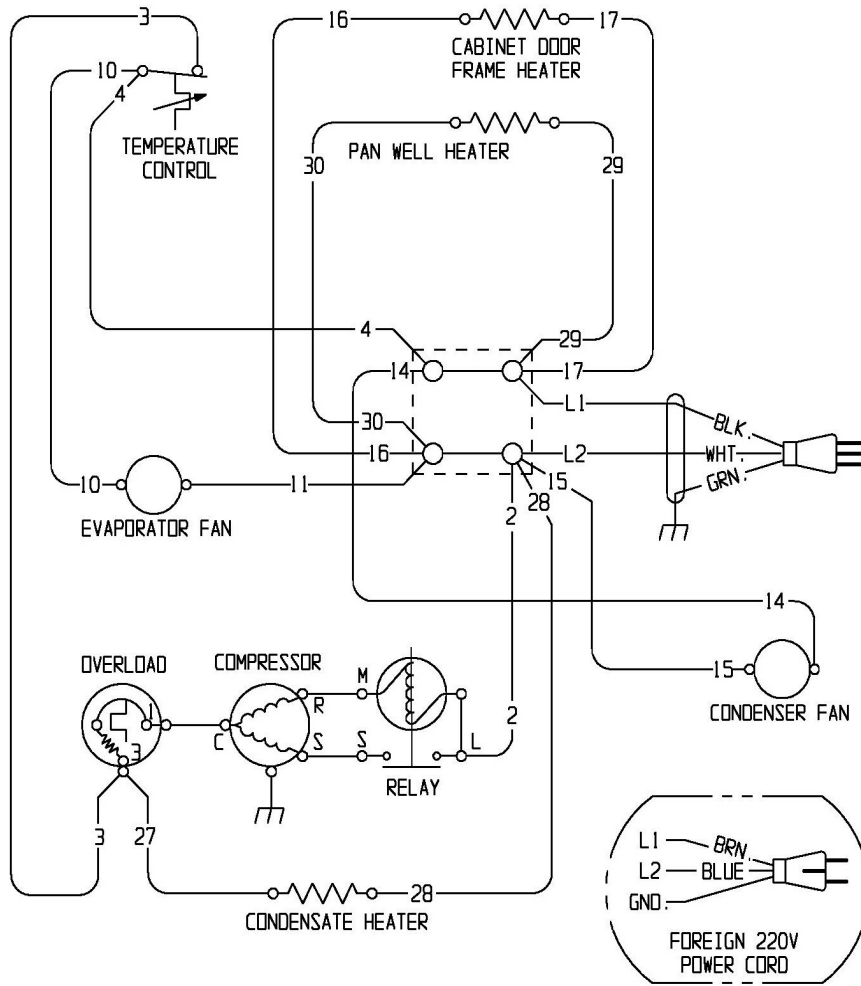 3
16
17
CABINET DOOR
FRAME HEATER
10
4
TEMPERATURE
CONTROL
30
PAN WELL HEATER
29
4
29
14
17
L1
BLK.
30
16
L2
WHT.
15
GRN.
10
11
28
2
EVAPORATOR FAN
14
OVERLOAD
COMPRESSOR
M
15
R
1
2
CONDENSER FAN
C
S
S
L
3
RELAY
3
27
28
CONDENSATE HEATER
L1
BRN.
L2
BLUE
GND.
FOREIGN 220V
POWER CORD